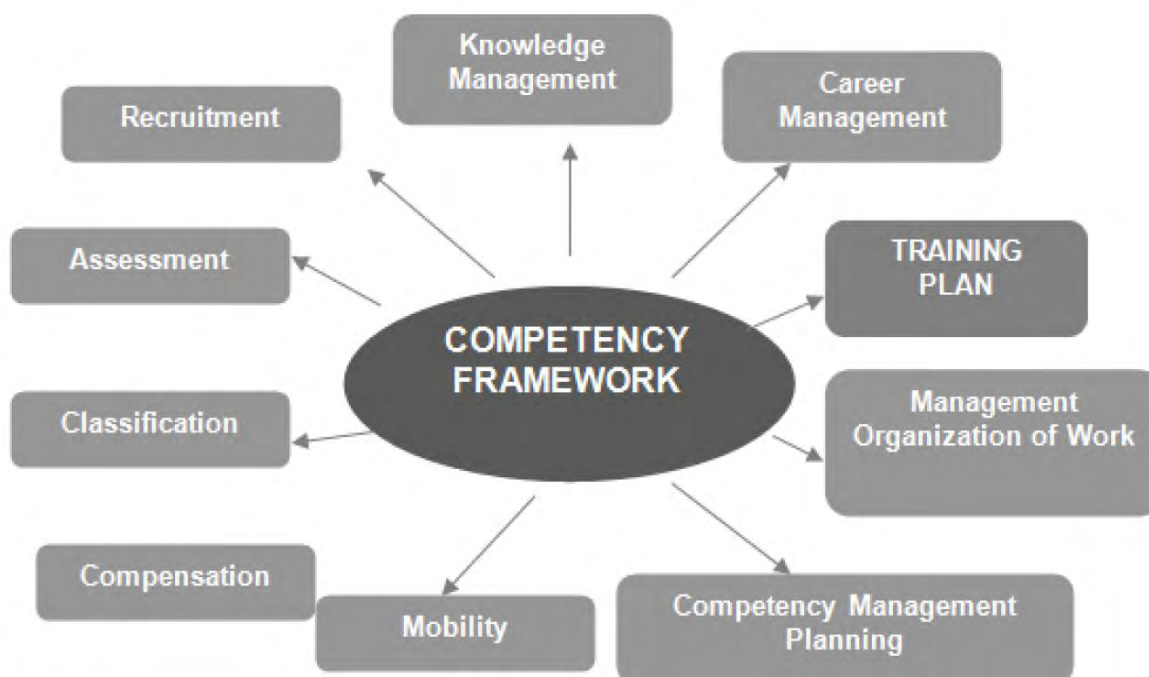 Knowledge
Management
Career
Management
Recruitment
Assessment
TRAINING
PLAN
COMPETENCY
FRAMEWORK
Classification
Management
Organization of Work
Compensation
Mobility
Competency Management
Planning